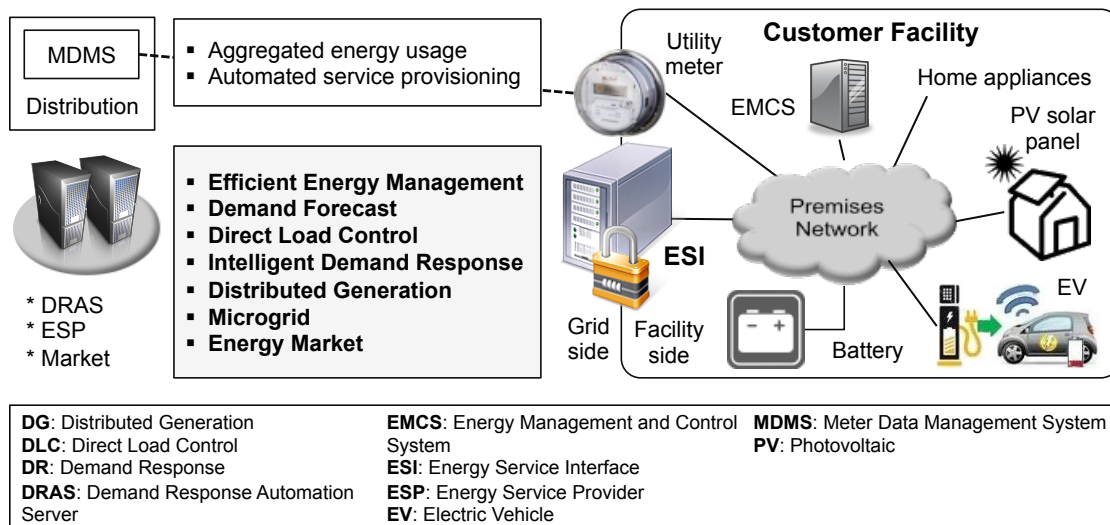 MDMS
Distribution
▪ Aggregated energy usage
▪ Automated service provisioning
* DRAS
* ESP
* Market
▪ Efficient Energy Management
▪ Demand Forecast
▪ Direct Load Control
▪ Intelligent Demand Response
▪ Distributed Generation
▪ Microgrid
▪ Energy Market
Utility
meter
Customer Facility
EMCS
Home appliances
PV solar
panel
Premises
Network
ESI
Grid
side
Facility
side
Battery
EV
DG: Distributed Generation
DLC: Direct Load Control
DR: Demand Response
DRAS: Demand Response Automation
Server
EMCS: Energy Management and Control
System
ESI: Energy Service Interface
ESP: Energy Service Provider
EV: Electric Vehicle
MDMS: Meter Data Management System
PV: Photovoltaic